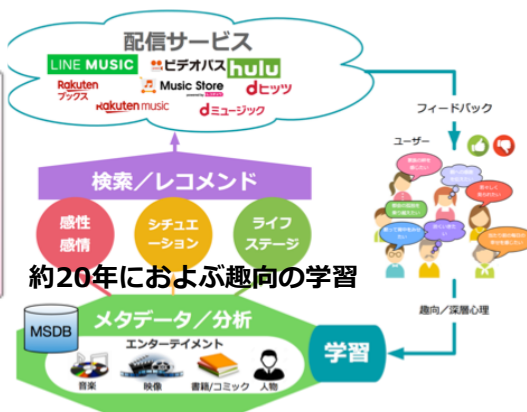 配信サービス
LINE MUSIC
ビデオパス
hulu
Rakuten
ブックス
Music Store
dヒッツ
Rakuten music
dミュージック
フィードバック
ユーザー
検索／レコメンド
感性
感情
シチュエ
ーション
ライフ
ステージ
約20年におよぶ趣向の学習
趣向／深層心理
MSDB
メタデータ／分析
エンターテイメント
音楽
映像
書籍/コミック
人物
学習